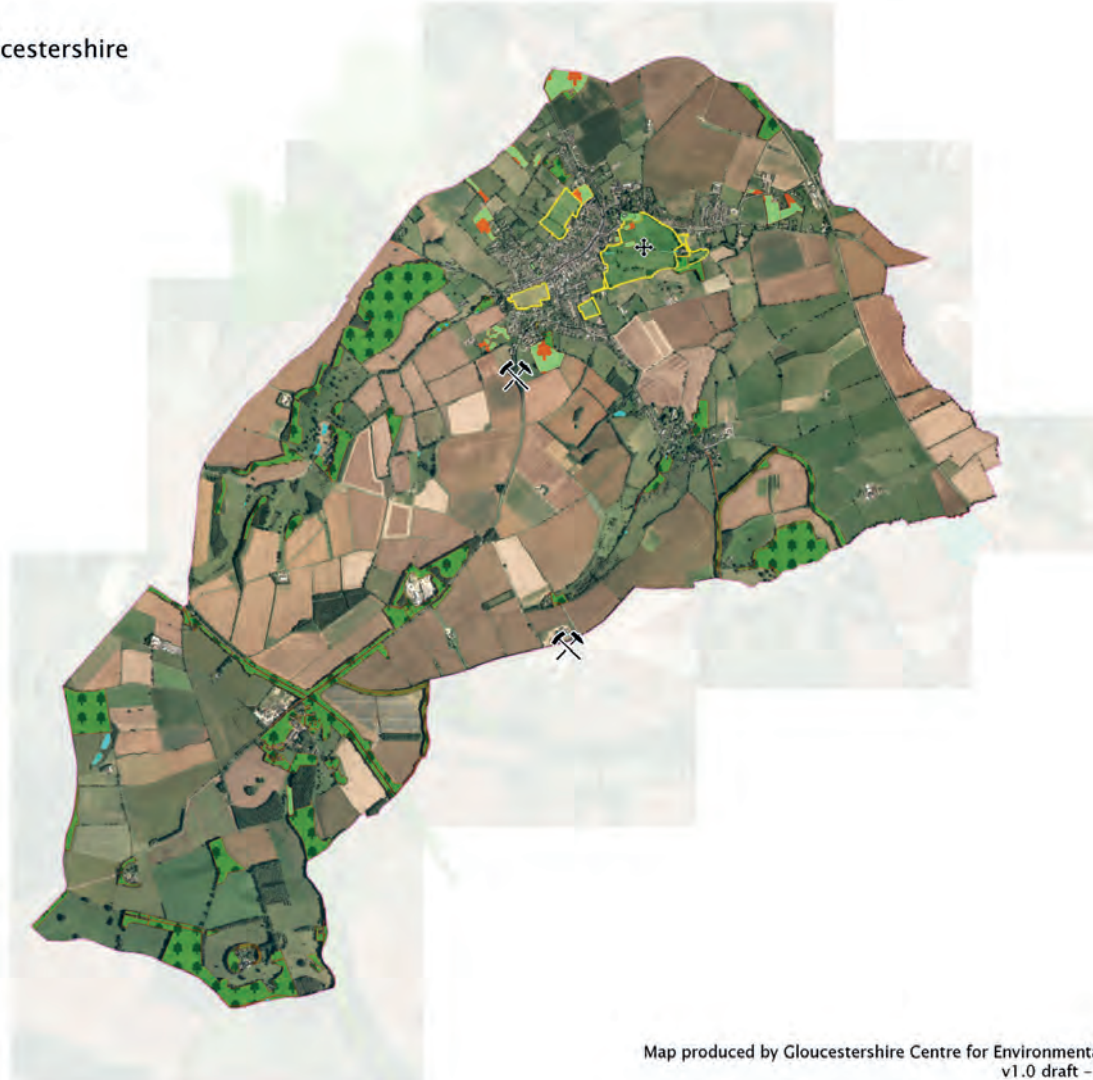 cestershire
Map produced by Gloucestershire Centre for Environment
v1.0 draft -